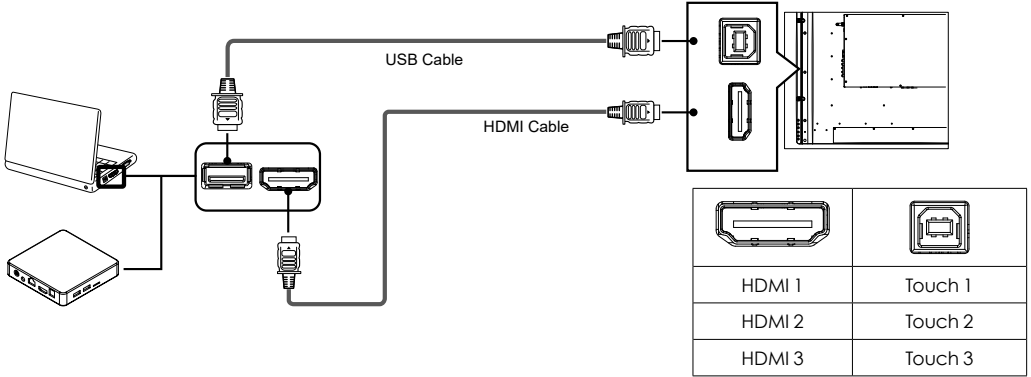 USB Cable
HDMI Cable
HDMI 1 Touch 1
HDMI 2 Touch 2
HDMI 3 Touch 3